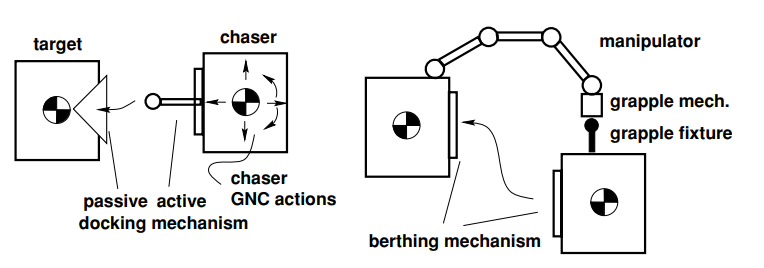 target
chaser
passive active
docking mechanism
chaser
GNC actions
manipulator
grapple mech.
grapple fixture
berthing mechanism